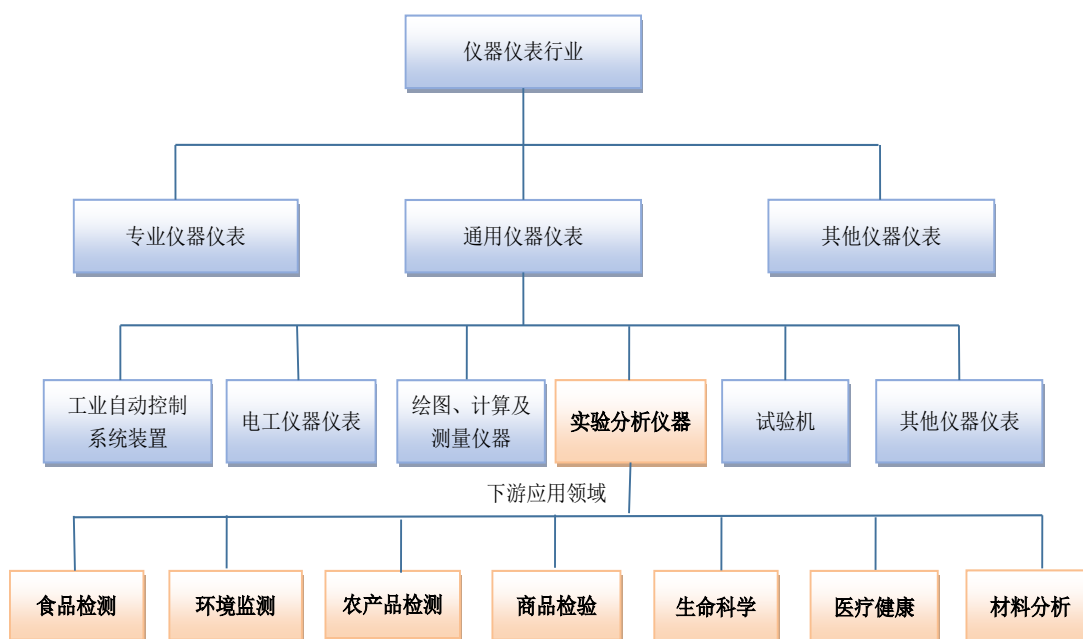 仪器仪表行业
专业仪器仪表
通用仪器仪表
其他仪器仪表
工业自动控制
系统装置
电工仪器仪表
绘图、计算及
测量仪器
实验分析仪器
试验机
其他仪器仪表
下游应用领域
食品检测
环境监测
农产品检测
商品检验
生命科学
医疗健康
材料分析